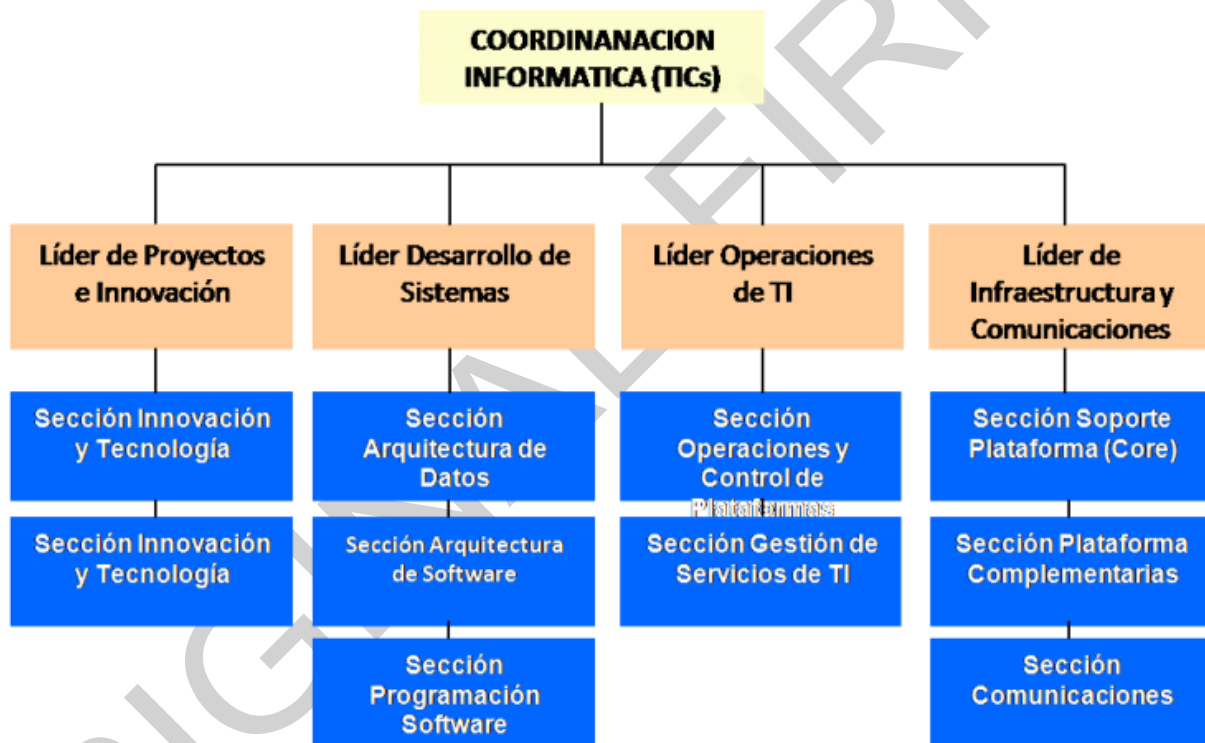 COORDINANACION
INFORMATICA (TICs)
Líder de Proyectos
e Innovación
Líder Desarrollo de
Sistemas
Líder Operaciones
de TI
Líder de
Infraestructura y
Comunicaciones
Sección Innovación
y Tecnología
Sección
Arquitectura de
Datos
Sección
Operaciones y
Control de
Plataformas
Sección Soporte
Plataforma (Core)
Sección Innovación
y Tecnología
Sección Arquitectura
de Software
Sección Gestión de
Servicios de TI
Sección Plataforma
Complementarias
Sección
Programación
Software
Sección
Comunicaciones